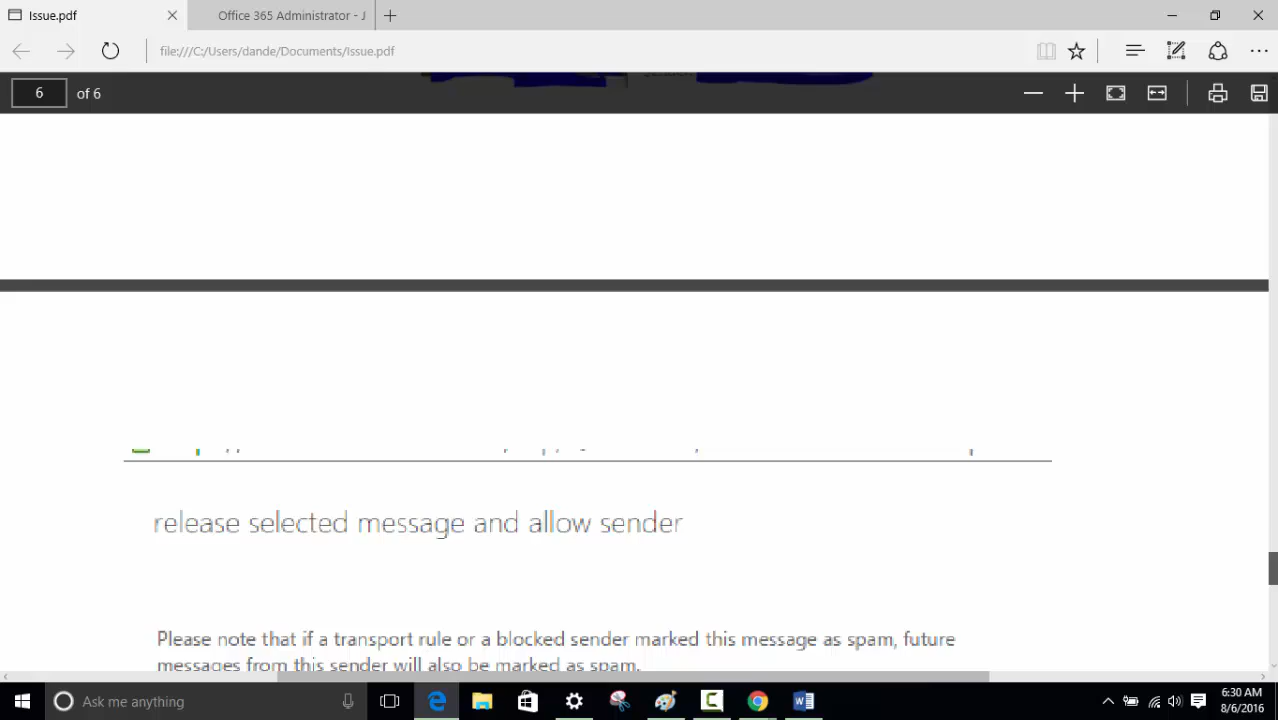 Issue.pdf
Office 365 Administrator - J
file:///C:/Users/dande/Documents/Issue.pdf
6 of 6
release selected message and allow sender
Please note that if a transport rule or a blocked sender marked this message as spam, future
messages from this sender will also be marked as spam.
Ask me anything
6:30 AM
8/6/2016